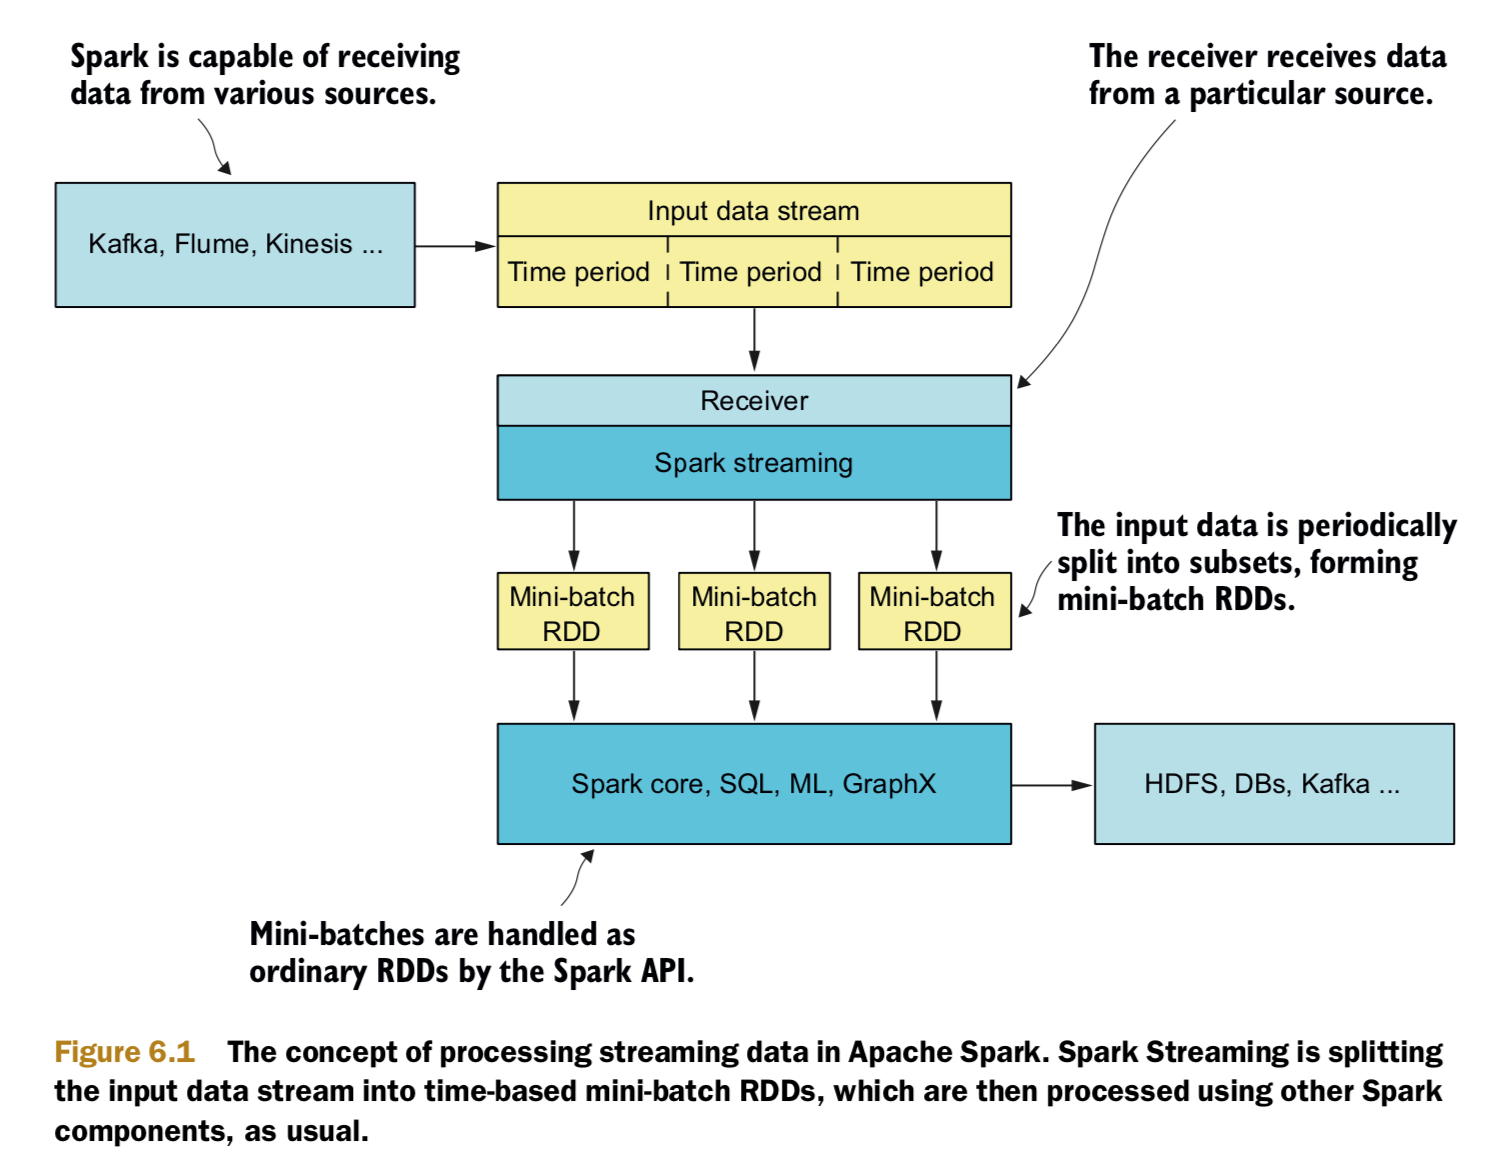 Spark is capable of receiving
data from various sources.
The receiver receives data
from a particular source.
Kafka, Flume, Kinesis ...
Input data stream
Time period
Time period
Time period
Receiver
Spark streaming
The input data is periodically
split into subsets, forming
mini-batch RDDs.
Mini-batch
RDD
Mini-batch
RDD
Mini-batch
RDD
Spark core, SQL, ML, GraphX
HDFS, DBs, Kafka ...
Mini-batches are handled as
ordinary RDDs by the Spark API.
Figure 6.1 The concept of processing streaming data in Apache Spark. Spark Streaming is splitting
the input data stream into time-based mini-batch RDDs, which are then processed using other Spark
components, as usual.